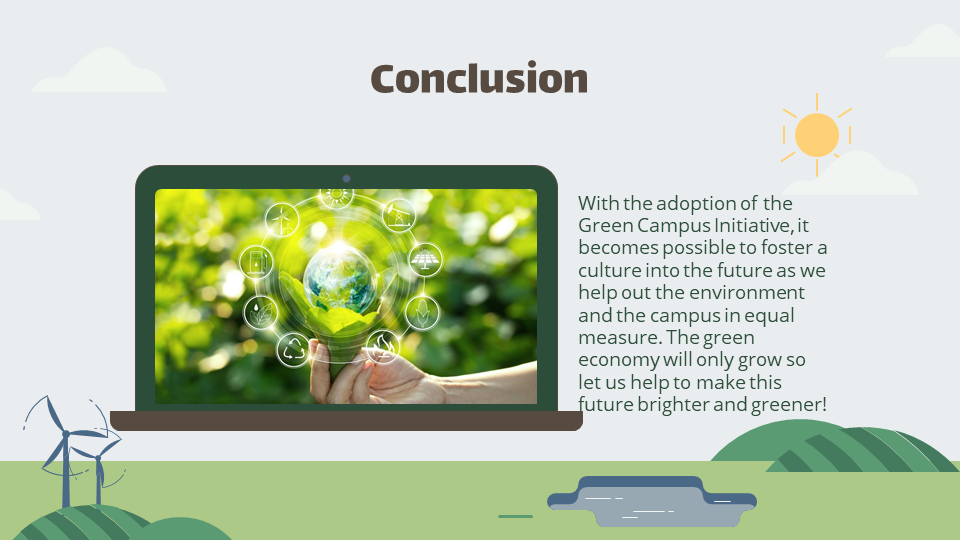 Conclusion
With the adoption of the
Green Campus Initiative, it
becomes possible to foster a
culture into the future as we
help out the environment
and the campus in equal
measure. The green
economy will only grow so
let us help to make this
future brighter and greener!